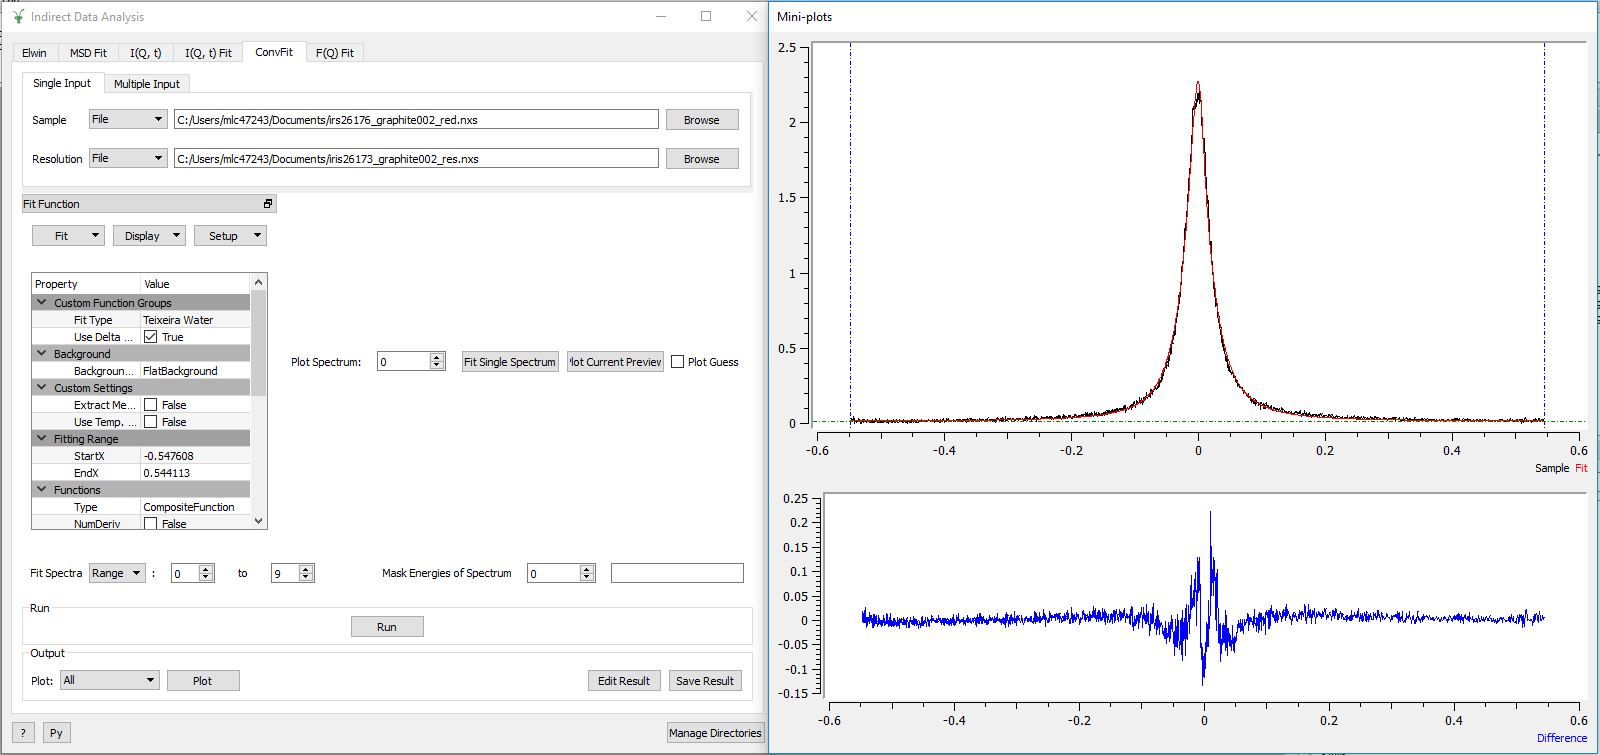 Indirect Data Analysis
Elwin MSD Fit I(Q, t) I(Q, t) Fit ConvFit F(Q) Fit
Single Input Multiple Input
Sample File C:/Users/mlc47243/Documents/irs26176_graphite002_red.nxs Browse
Resolution File C:/Users/mlc47243/Documents/iris26173_graphite002_res.nxs Browse
Fit Function
Fit Display Setup
Property Value
Custom Function Groups
Fit Type Teixeira Water
Use Delta ... True
Background
Backgroun... FlatBackground
Custom Settings
Extract Me... False
Use Temp. ... False
Fitting Range
StartX -0.547608
EndX 0.544113
Functions
Type CompositeFunction
NumDeriv False
Plot Spectrum: 0 Fit Single Spectrum lot Current Preview Plot Guess
Fit Spectra Range : 0 to 9 Mask Energies of Spectrum 0
Run
Run
Output
Plot: All Plot Edit Result Save Result
? Py Manage Directories
Mini-plots
2.5
2
1.5
1
0.5
0
-0.6 -0.4 -0.2 0 0.2 0.4 0.6
Sample Fit
0.25
0.2
0.15
0.1
0.05
0
-0.05
-0.1
-0.15
-0.6 -0.4 -0.2 0 0.2 0.4 0.6
Difference